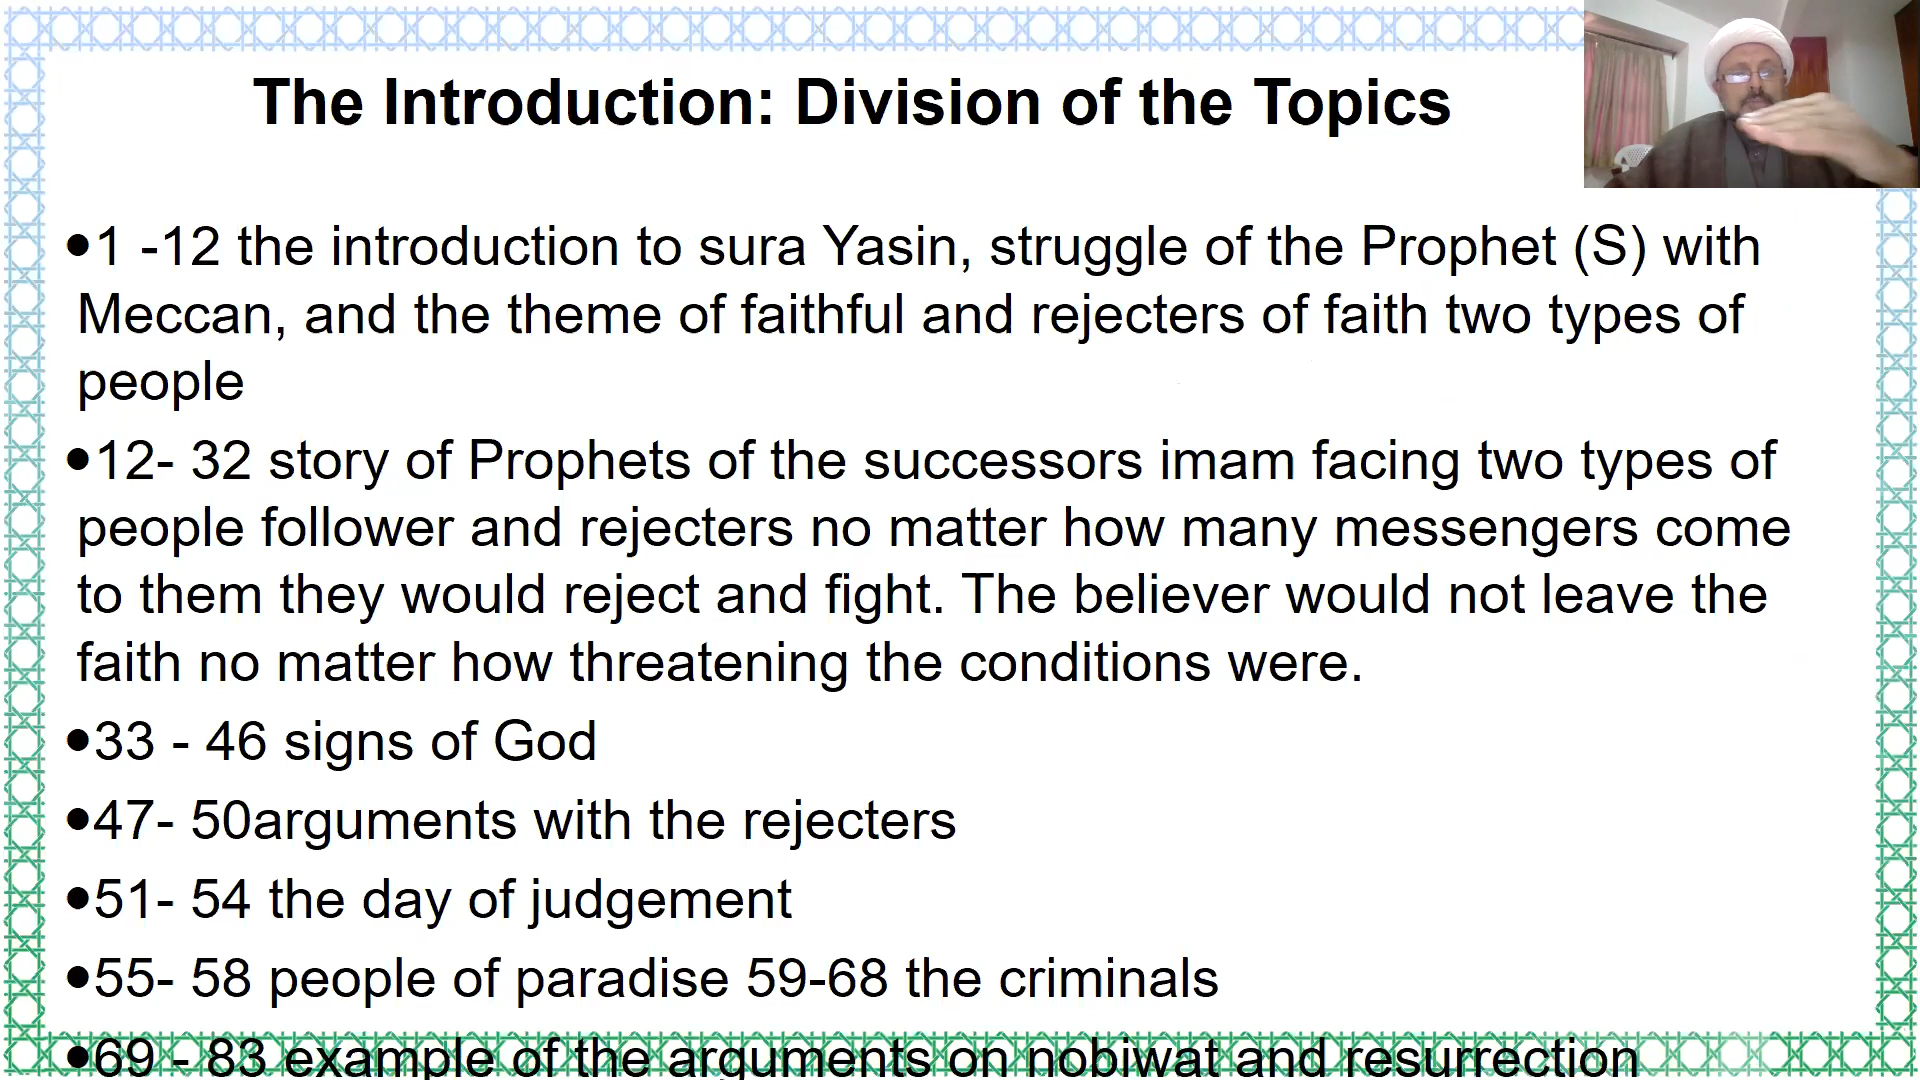 The Introduction: Division of the Topics
●1 -12 the introduction to sura Yasin, struggle of the Prophet (S) with
Meccan, and the theme of faithful and rejecters of faith two types of
people
●12- 32 story of Prophets of the successors imam facing two types of
people follower and rejecters no matter how many messengers come
to them they would reject and fight. The believer would not leave the
faith no matter how threatening the conditions were.
●33 - 46 signs of God
●47- 50arguments with the rejecters
●51- 54 the day of judgement
●55- 58 people of paradise 59-68 the criminals
●69 - 83 example of the arguments on nobiwat and resurrection